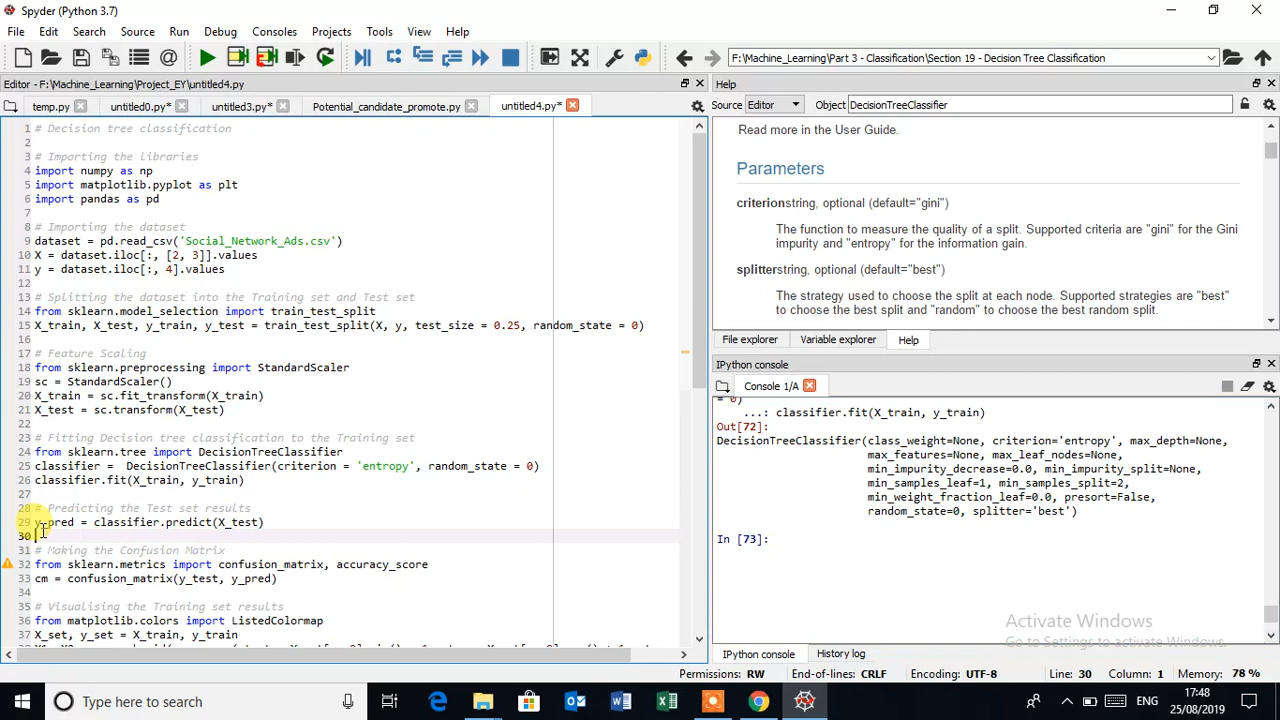 Spyder (Python 3.7)
File Edit Search Source Run Debug Consoles Projects Tools View Help
F:\Machine_Learning\Part 3 - Classification\Section 19 - Decision Tree Classification
Editor - F:\Machine_Learning\Project_EY\untitled4.py
temp.py untitled0.py* untitled3.py* Potential_candidate_promote.py untitled4.py*
1 # Decision tree classification
2
3 # Importing the libraries
4 import numpy as np
5 import matplotlib.pyplot as plt
6 import pandas as pd
7
8 # Importing the dataset
9 dataset = pd.read_csv('Social_Network_Ads.csv')
10 X = dataset.iloc[:, [2, 3]].values
11 y = dataset.iloc[:, 4].values
12
13 # Splitting the dataset into the Training set and Test set
14 from sklearn.model_selection import train_test_split
15 X_train, X_test, y_train, y_test = train_test_split(X, y, test_size = 0.25, random_state = 0)
16
17 # Feature Scaling
18 from sklearn.preprocessing import StandardScaler
19 sc = StandardScaler()
20 X_train = sc.fit_transform(X_train)
21 X_test = sc.transform(X_test)
22
23 # Fitting Decision tree classification to the Training set
24 from sklearn.tree import DecisionTreeClassifier
25 classifier =  DecisionTreeClassifier(criterion = 'entropy', random_state = 0)
26 classifier.fit(X_train, y_train)
27
28 # Predicting the Test set results
29 y_pred = classifier.predict(X_test)
30
31 # Making the Confusion Matrix
32 from sklearn.metrics import confusion_matrix, accuracy_score
33 cm = confusion_matrix(y_test, y_pred)
34
35 # Visualising the Training set results
36 from matplotlib.colors import ListedColormap
37 X_set, y_set = X_train, y_train
Help
Source Editor Object DecisionTreeClassifier
Read more in the User Guide.
Parameters
criterionstring, optional (default="gini")
The function to measure the quality of a split. Supported criteria are "gini" for the Gini
impurity and "entropy" for the information gain.
splitterstring, optional (default="best")
The strategy used to choose the split at each node. Supported strategies are "best"
to choose the best split and "random" to choose the best random split.
File explorer Variable explorer Help
IPython console
Console 1/A
= 0)
...: classifier.fit(X_train, y_train)
Out[72]:
DecisionTreeClassifier(class_weight=None, criterion='entropy', max_depth=None,
max_features=None, max_leaf_nodes=None,
min_impurity_decrease=0.0, min_impurity_split=None,
min_samples_leaf=1, min_samples_split=2,
min_weight_fraction_leaf=0.0, presort=False,
random_state=0, splitter='best')
In [73]:
Activate Windows
Go to Settings to activate Windows.
IPython console History log
Permissions: RW End-of-lines: CRLF Encoding: UTF-8 Line: 30 Column: 1 Memory: 78 %
Type here to search
ENG
17:48
25/08/2019